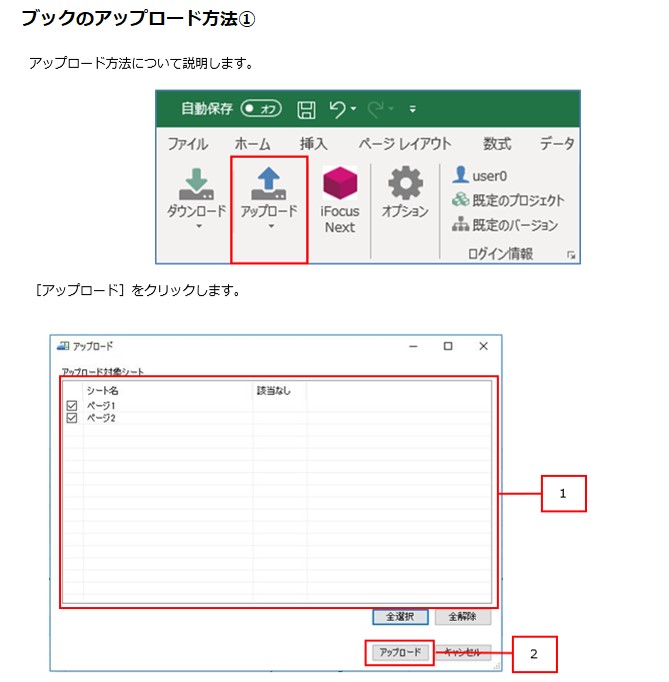 ブックのアップロード方法①
アップロード方法について説明します。
自動保存 オフ
ファイル ホーム 挿入 ページ レイアウト 数式 データ
ダウンロード アップロード iFocus Next オプション
user0
既定のプロジェクト
既定のバージョン
ログイン情報
［アップロード］をクリックします。
アップロード
アップロード対象シート
シート名 該当なし
ページ1
ページ2
1
全選択 全解除
アップロード キャンセル
2